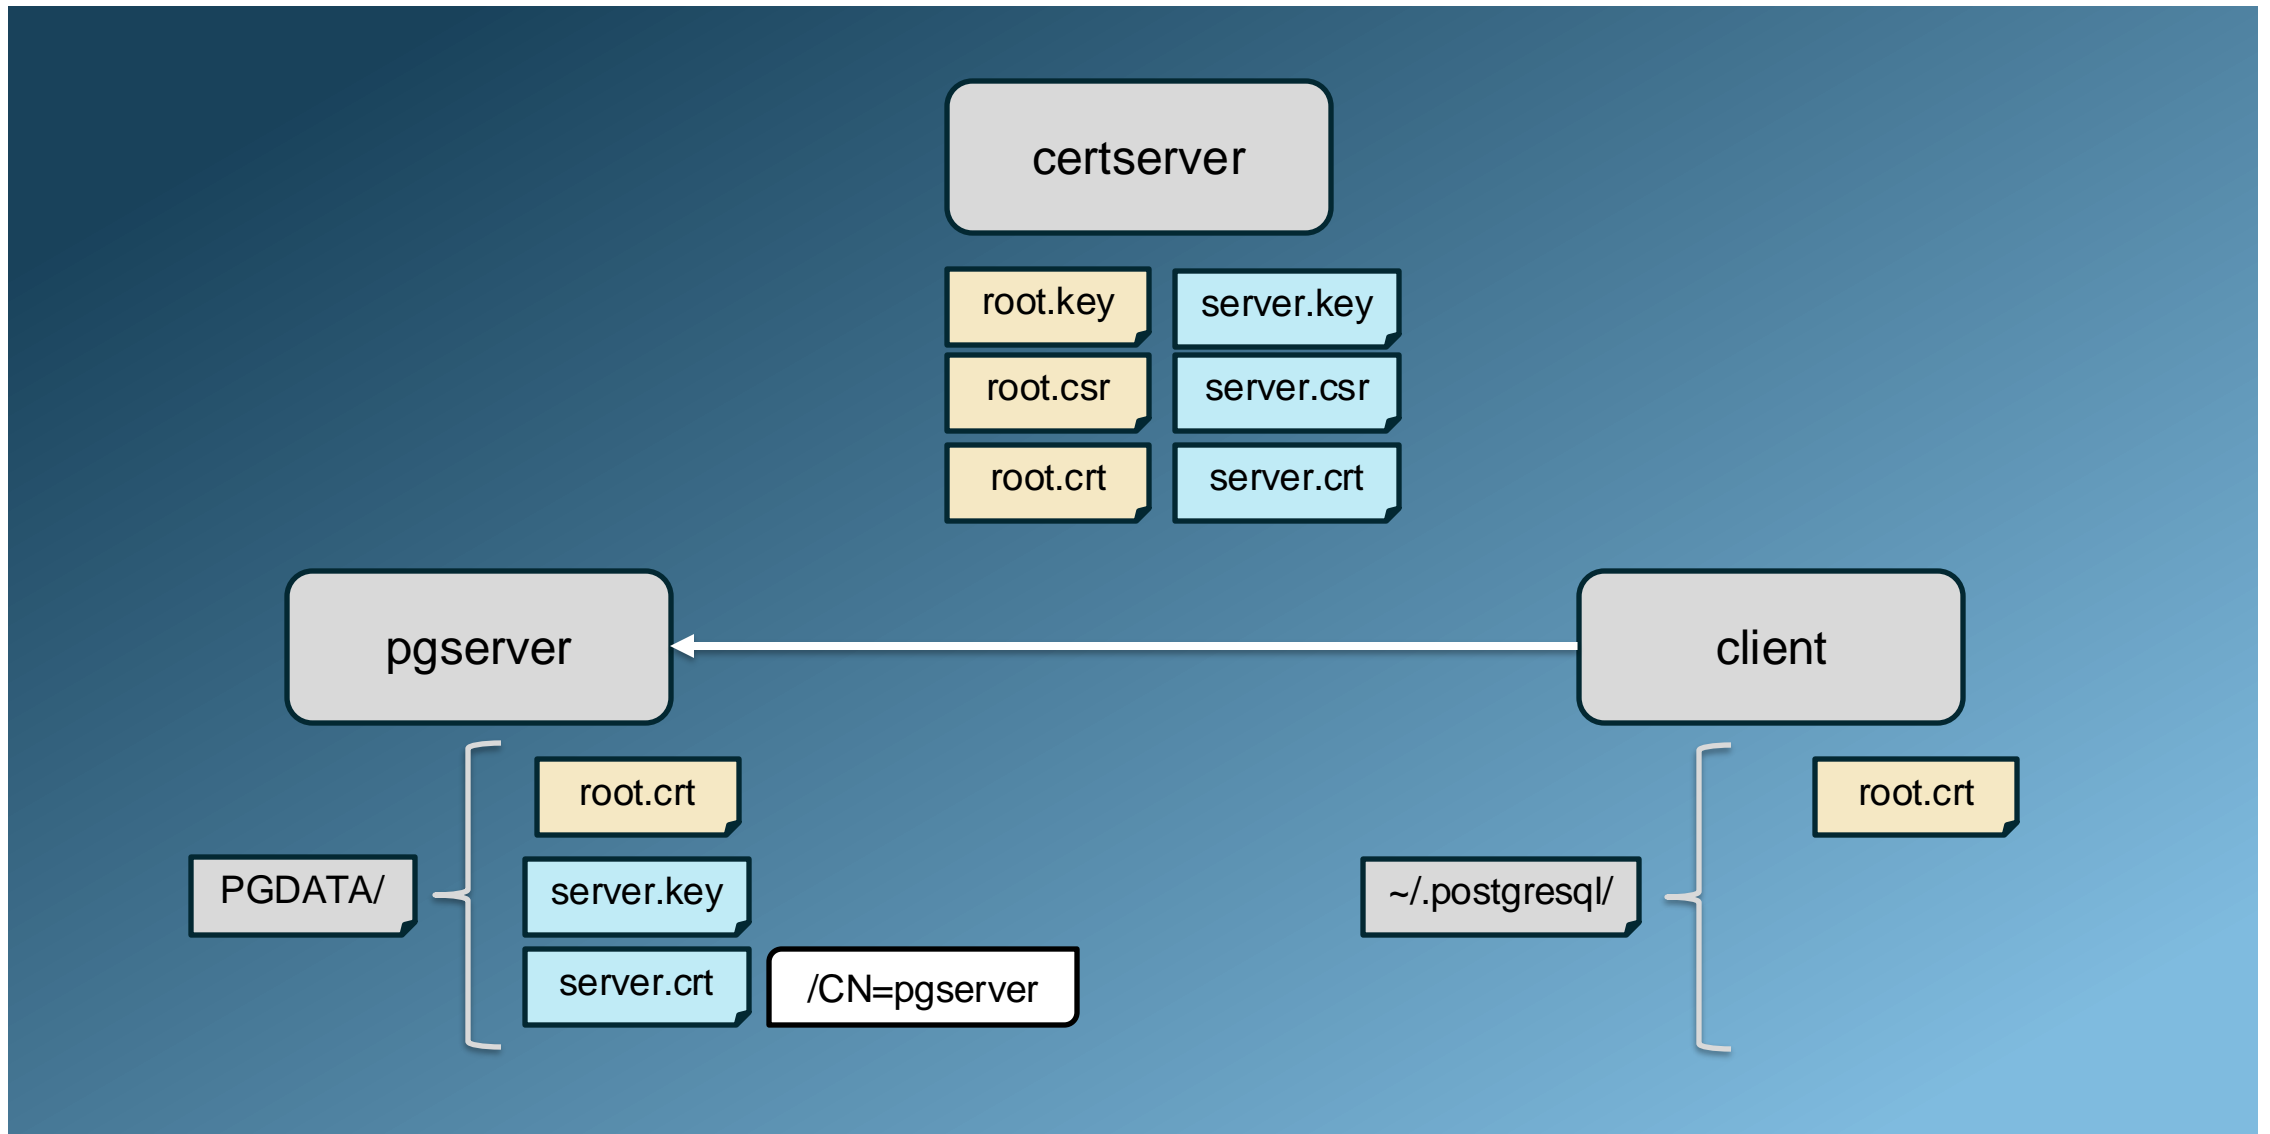 certserver
root.key
server.key
root.csr
server.csr
root.crt
server.crt
pgserver
client
root.crt
root.crt
PGDATA/
server.key
~/.postgresql/
server.crt
/CN=pgserver